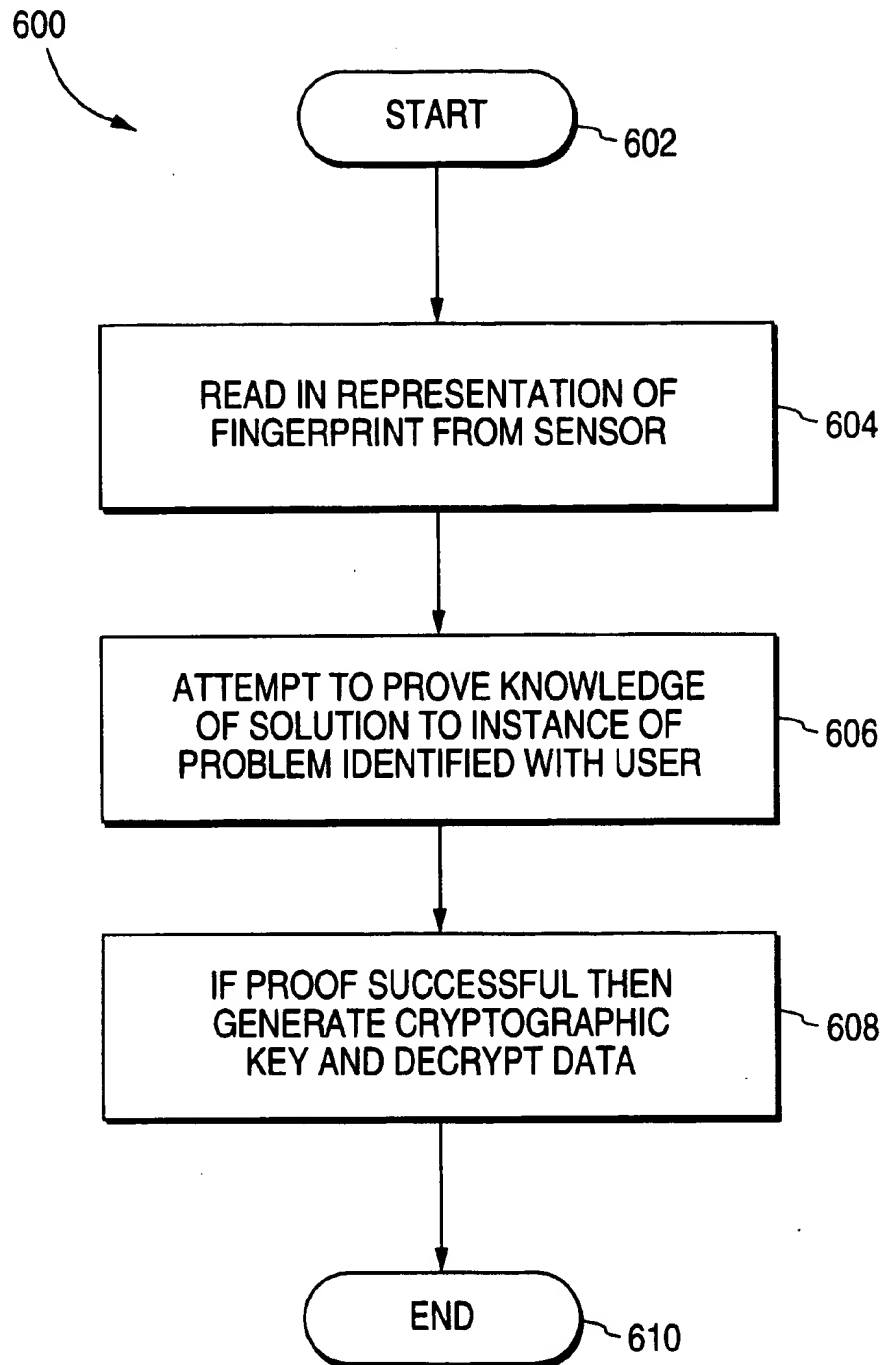 600
START
602
READ IN REPRESENTATION OF
FINGERPRINT FROM SENSOR
604
ATTEMPT TO PROVE KNOWLEDGE
OF SOLUTION TO INSTANCE OF
PROBLEM IDENTIFIED WITH USER
606
IF PROOF SUCCESSFUL THEN
GENERATE CRYPTOGRAPHIC
KEY AND DECRYPT DATA
608
END
610